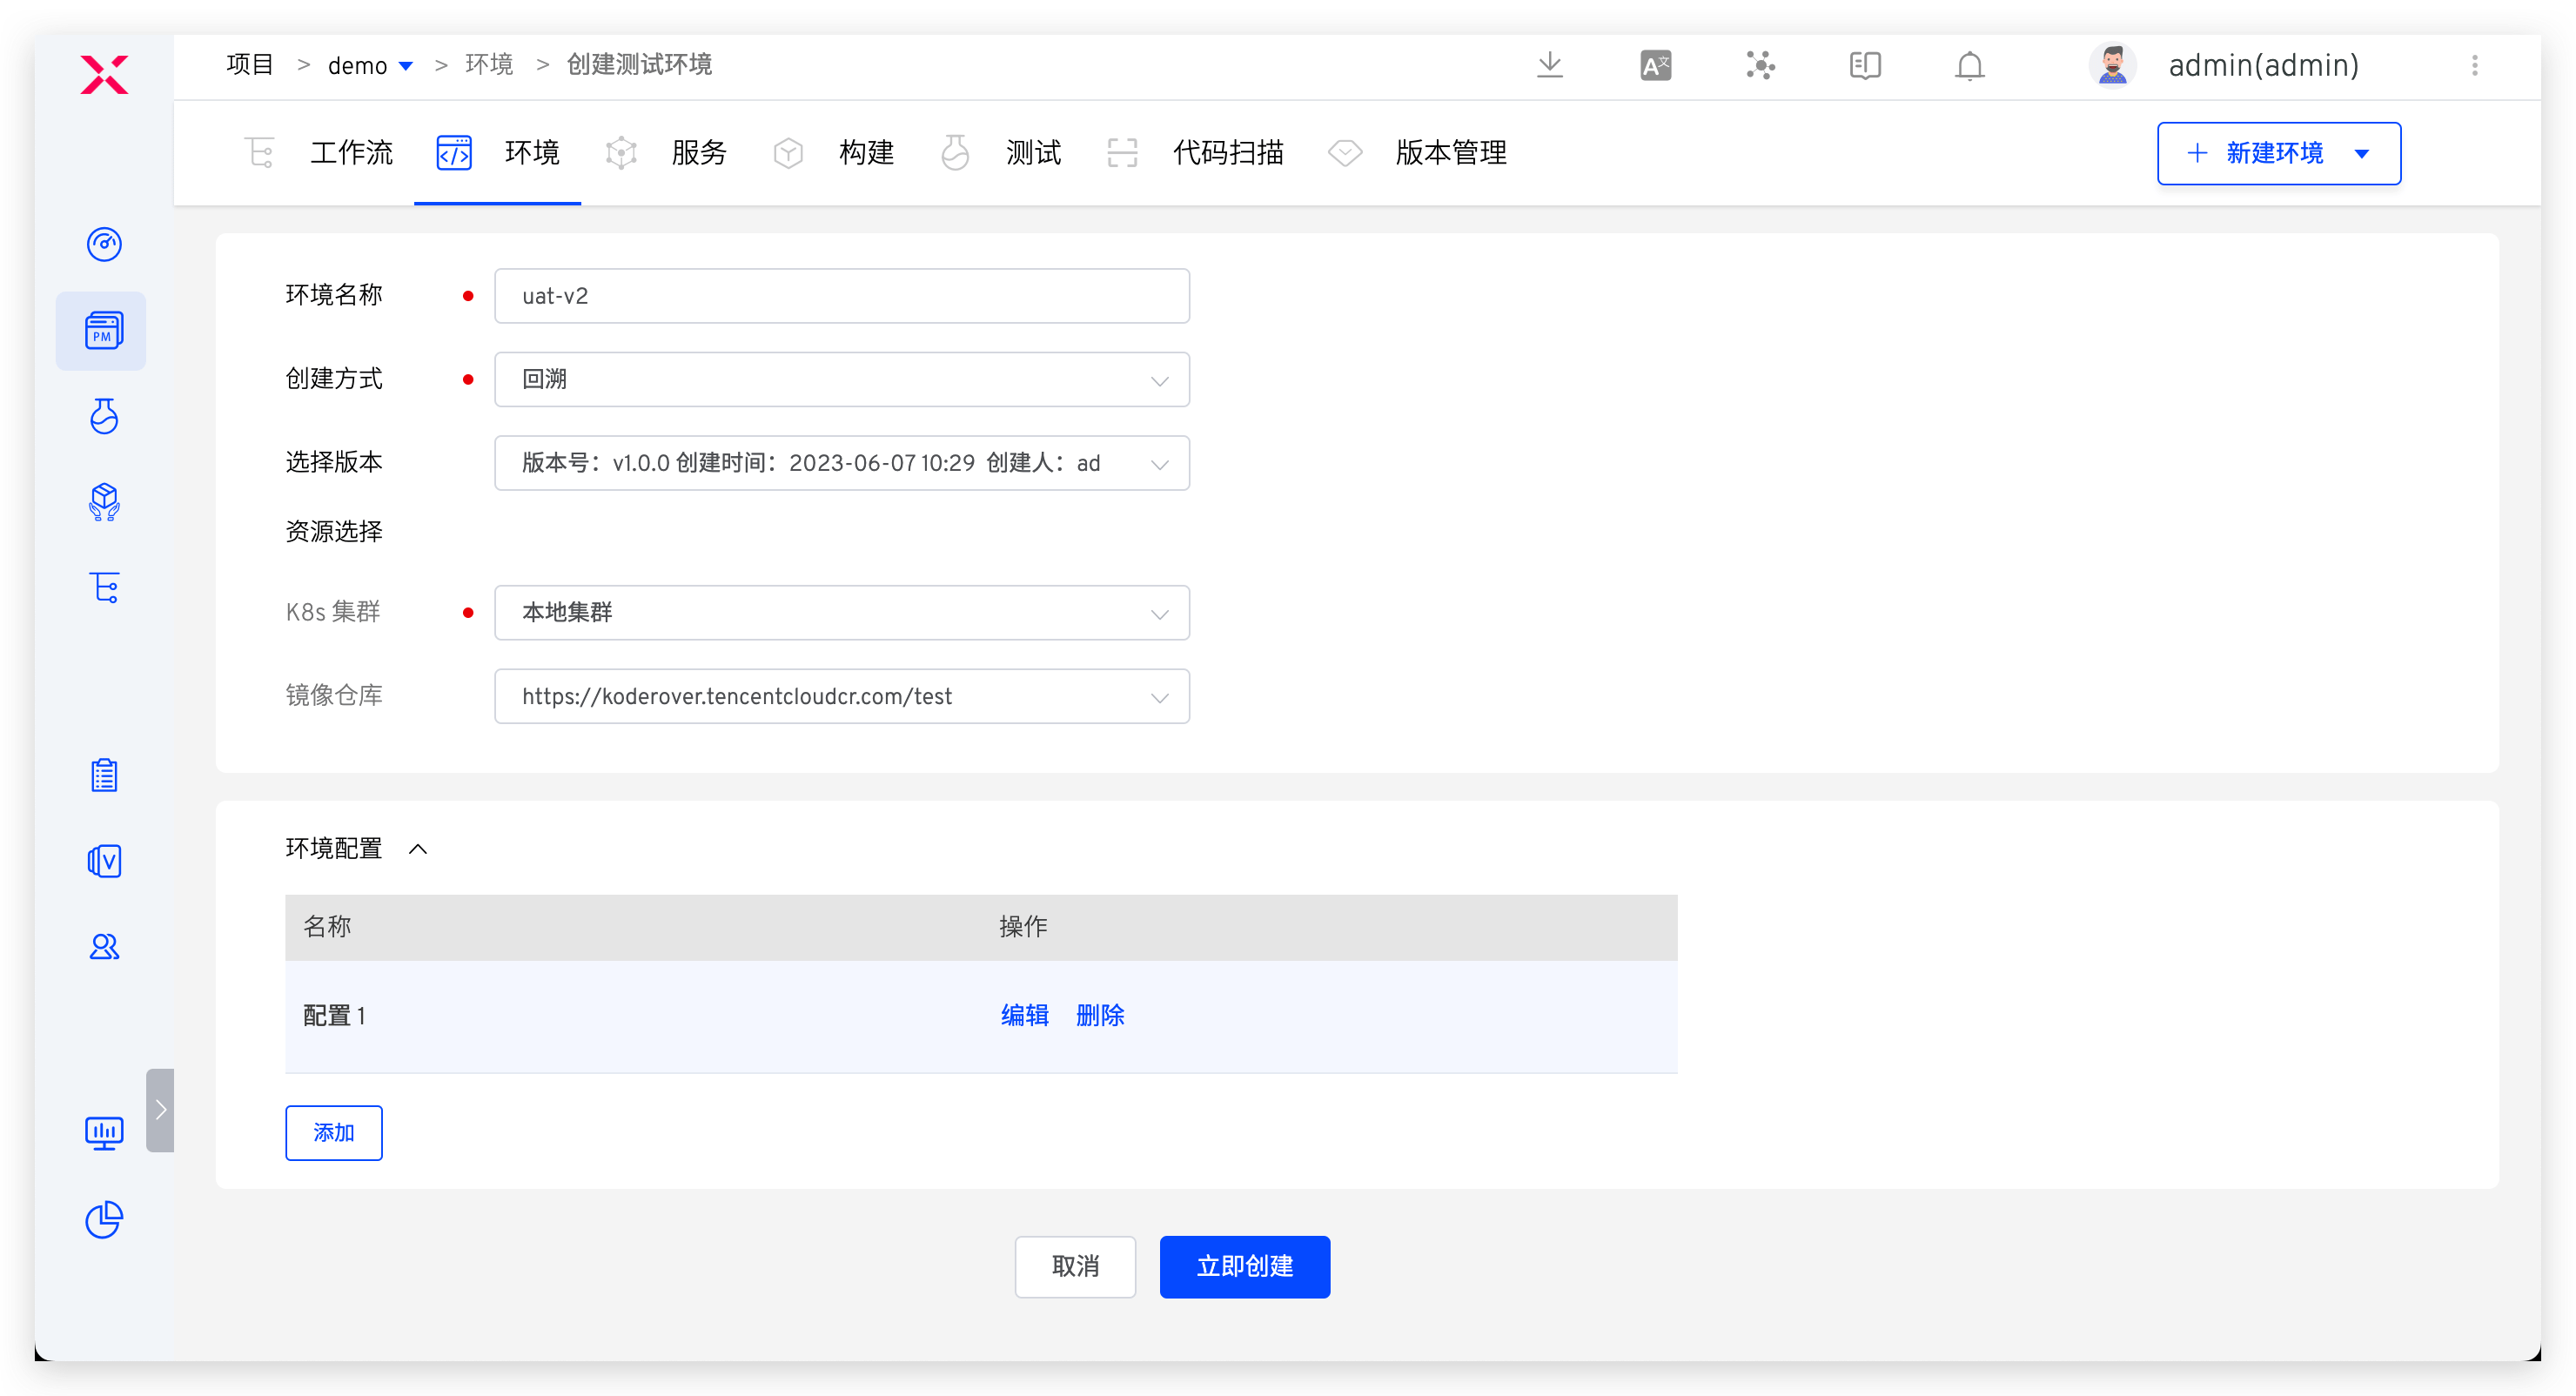 项目 > demo > 环境 > 创建测试环境
admin(admin)
工作流 环境 服务 构建 测试 代码扫描 版本管理
+ 新建环境
PM
环境名称 uat-v2
创建方式 回溯
选择版本 版本号：v1.0.0 创建时间：2023-06-07 10:29 创建人：ad
资源选择
K8s 集群 本地集群
镜像仓库 https://koderover.tencentcloudcr.com/test
环境配置
名称 操作
配置 1 编辑 删除
添加
取消 立即创建